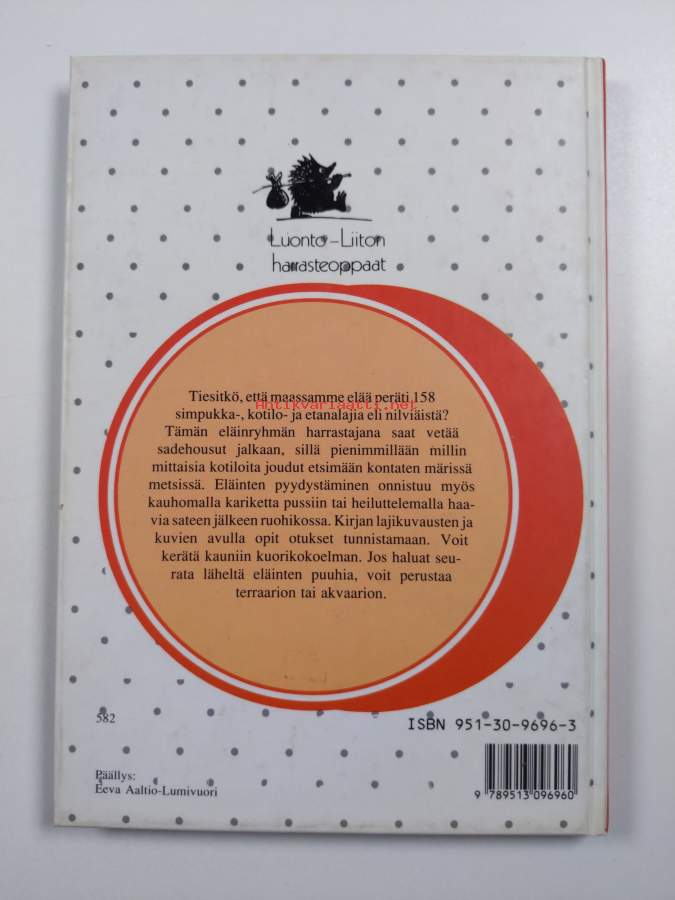 Luonto-Liiton
harrasteoppaat
Tiesitkö, että maassamme elää peräti 158
Antikvariaatti.net
simpukka-, kotilo- ja etanalajia eli nilviäistä?
Tämän eläinryhmän harrastajana saat vetää
sadehousut jalkaan, sillä pienimmillään millin
mittaisia kotiloita joudut etsimään kontaten märissä
metsissä. Eläinten pyydystäminen onnistuu myös
kauhomalla kariketta pussiin tai heiluttelemalla haa-
via sateen jälkeen ruohikossa. Kirjan lajikuvausten ja
kuvien avulla opit otukset tunnistamaan. Voit
kerätä kauniin kuorikokoelman. Jos haluat seu-
rata läheltä eläinten puuhia, voit perustaa
terraarion tai akvaarion.
582
ISBN 951-30-9696-3
Päällys:
Eeva Aaltio-Lumivuori
9 789513 096960